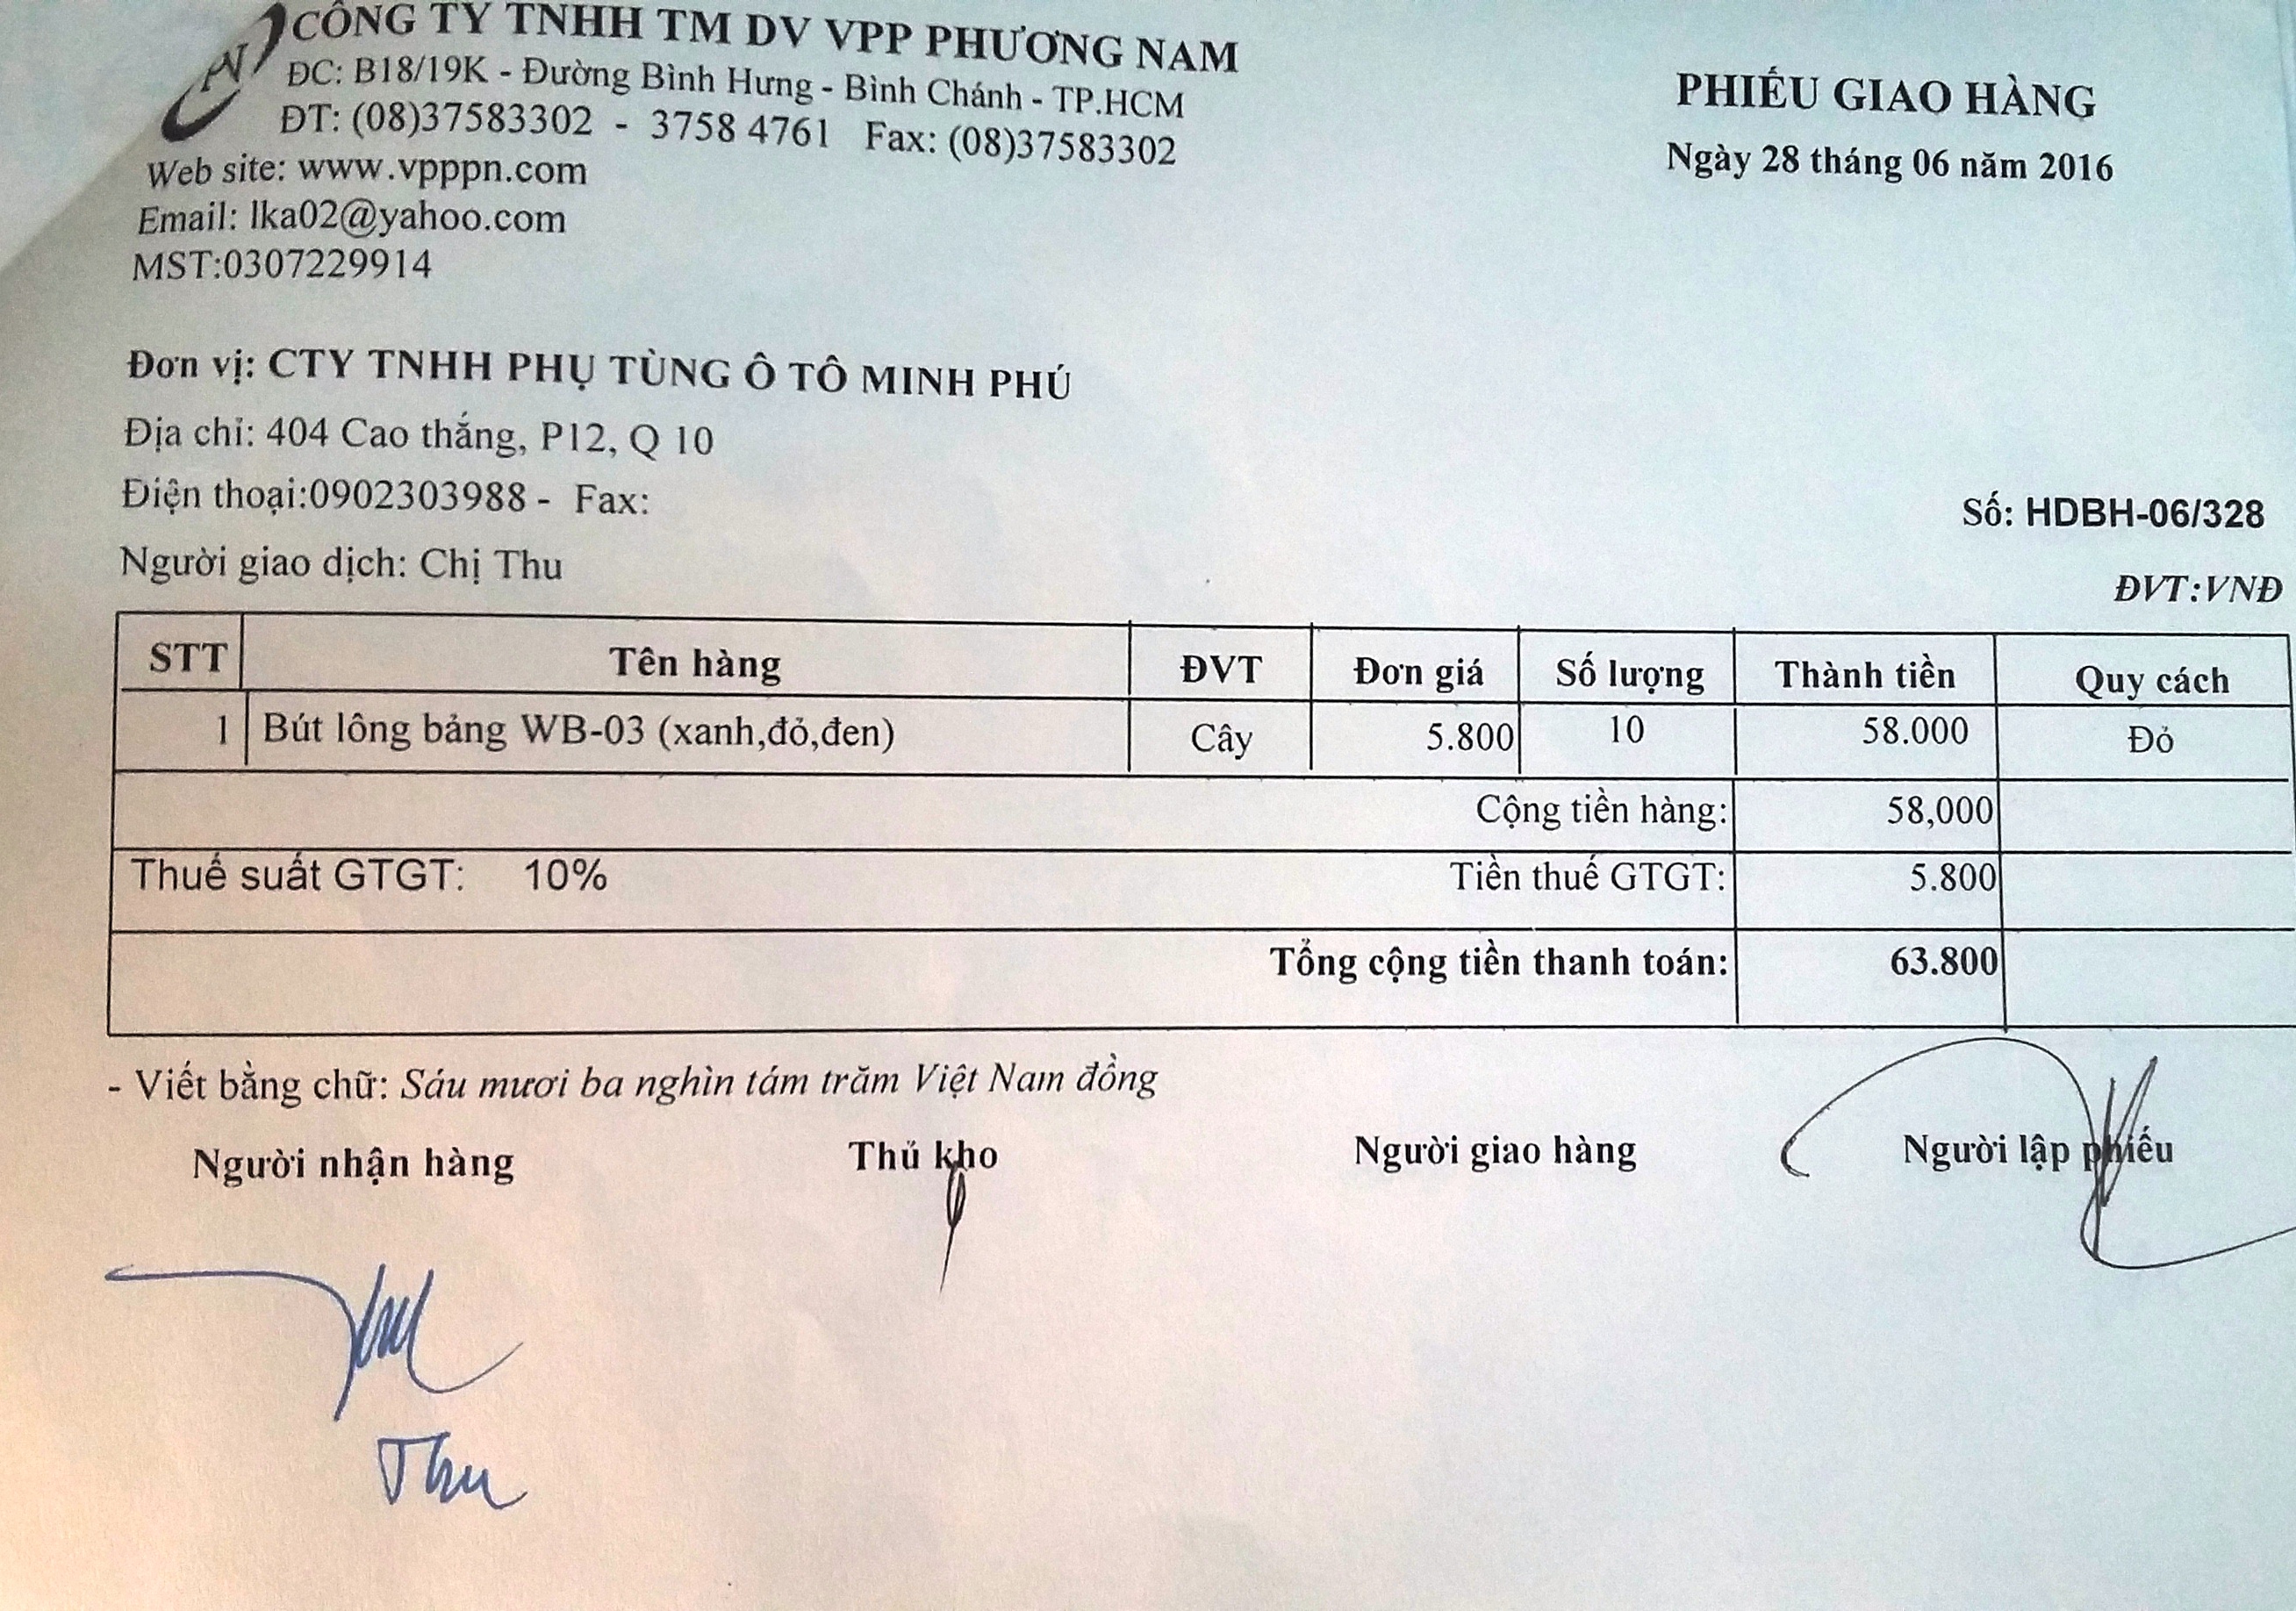 CÔNG TY TNHH TM DV VPP PHƯƠNG NAM
ĐC: B18/19K - Đường Bình Hưng - Bình Chánh - TP.HCM
ĐT: (08)37583302 - 3758 4761 Fax: (08)37583302
Web site: www.vpppn.com
Email: lka02@yahoo.com
MST:0307229914
PHIẾU GIAO HÀNG
Ngày 28 tháng 06 năm 2016
Đơn vị: CTY TNHH PHỤ TÙNG Ô TÔ MINH PHÚ
Địa chỉ: 404 Cao thắng, P12, Q 10
Điện thoại:0902303988 - Fax:
Số: HDBH-06/328
Người giao dịch: Chị Thu
ĐVT:VNĐ
STT Tên hàng ĐVT Đơn giá Số lượng Thành tiền Quy cách
1 Bút lông bảng WB-03 (xanh,đỏ,đen) Cây 5.800 10 58.000 Đỏ
Cộng tiền hàng: 58,000
Thuế suất GTGT: 10% Tiền thuế GTGT: 5.800
Tổng cộng tiền thanh toán: 63.800
- Viết bằng chữ: Sáu mươi ba nghìn tám trăm Việt Nam đồng
Người nhận hàng Thủ kho Người giao hàng Người lập phiếu